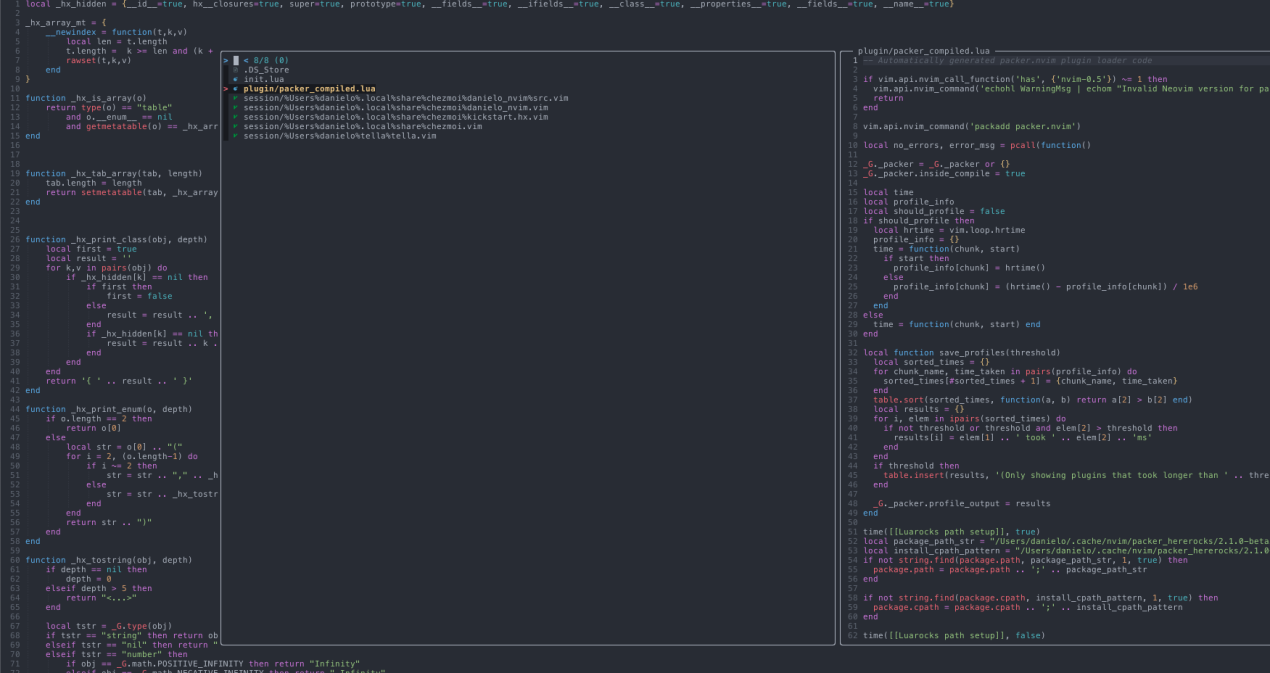 1 local _hx_hidden = {__id__=true, hx__closures=true, super=true, prototype=true, __fields__=true, __ifields__=true, __class__=true, __properties__=true, __fields__=true, __name__=true}
2
3 _hx_array_mt = {
4 __newindex = function(t,k,v)
5 local len = t.length
6 t.length = k >= len and (k +
7 rawset(t,k,v)
8 end
9 }
10
11 function _hx_is_array(o)
12 return type(o) == "table"
13 and o.__enum__ == nil
14 and getmetatable(o) == _hx_arr
15 end
16
17
18
19 function _hx_tab_array(tab, length)
20 tab.length = length
21 return setmetatable(tab, _hx_array
22 end
23
24
25
26 function _hx_print_class(obj, depth)
27 local first = true
28 local result = ''
29 for k,v in pairs(obj) do
30 if _hx_hidden[k] == nil then
31 if first then
32 first = false
33 else
34 result = result .. ',
35 end
36 if _hx_hidden[k] == nil th
37 result = result .. k .
38 end
39 end
40 end
41 return '{ ' .. result .. ' }'
42 end
43
44 function _hx_print_enum(o, depth)
45 if o.length == 2 then
46 return o[0]
47 else
48 local str = o[0] .. "("
49 for i = 2, (o.length-1) do
50 if i ~= 2 then
51 str = str .. "," .. _h
52 else
53 str = str .. _hx_tostr
54 end
55 end
56 return str .. ")"
57 end
58 end
59
60 function _hx_tostring(obj, depth)
61 if depth == nil then
62 depth = 0
63 elseif depth > 5 then
64 return "<...>"
65 end
66
67 local tstr = _G.type(obj)
68 if tstr == "string" then return ob
69 elseif tstr == "nil" then return "
70 elseif tstr == "number" then
71 if obj == _G.math.POSITIVE_INFINITY then return "Infinity"
72 elseif obj == _G.math.NEGATIVE_INFINITY then return "-Infinity"
> < 8/8 (0)
.DS_Store
init.lua
> plugin/packer_compiled.lua
session/%Users%danielo%.local%share%chezmoi%danielo_nvim%src.vim
session/%Users%danielo%.local%share%chezmoi%danielo_nvim.vim
session/%Users%danielo%.local%share%chezmoi%kickstart.hx.vim
session/%Users%danielo%.local%share%chezmoi.vim
session/%Users%danielo%tella%tella.vim
plugin/packer_compiled.lua
1 -- Automatically generated packer.nvim plugin loader code
2
3 if vim.api.nvim_call_function('has', {'nvim-0.5'}) ~= 1 then
4 vim.api.nvim_command('echohl WarningMsg | echom "Invalid Neovim version for pa
5 return
6 end
7
8 vim.api.nvim_command('packadd packer.nvim')
9
10 local no_errors, error_msg = pcall(function()
11
12 _G._packer = _G._packer or {}
13 _G._packer.inside_compile = true
14
15 local time
16 local profile_info
17 local should_profile = false
18 if should_profile then
19 local hrtime = vim.loop.hrtime
20 profile_info = {}
21 time = function(chunk, start)
22 if start then
23 profile_info[chunk] = hrtime()
24 else
25 profile_info[chunk] = (hrtime() - profile_info[chunk]) / 1e6
26 end
27 end
28 else
29 time = function(chunk, start) end
30 end
31
32 local function save_profiles(threshold)
33 local sorted_times = {}
34 for chunk_name, time_taken in pairs(profile_info) do
35 sorted_times[#sorted_times + 1] = {chunk_name, time_taken}
36 end
37 table.sort(sorted_times, function(a, b) return a[2] > b[2] end)
38 local results = {}
39 for i, elem in ipairs(sorted_times) do
40 if not threshold or threshold and elem[2] > threshold then
41 results[i] = elem[1] .. ' took ' .. elem[2] .. 'ms'
42 end
43 end
44 if threshold then
45 table.insert(results, '(Only showing plugins that took longer than ' .. thre
46 end
47
48 _G._packer.profile_output = results
49 end
50
51 time([[Luarocks path setup]], true)
52 local package_path_str = "/Users/danielo/.cache/nvim/packer_hererocks/2.1.0-beta
53 local install_cpath_pattern = "/Users/danielo/.cache/nvim/packer_hererocks/2.1.0
54 if not string.find(package.path, package_path_str, 1, true) then
55 package.path = package.path .. ';' .. package_path_str
56 end
57
58 if not string.find(package.cpath, install_cpath_pattern, 1, true) then
59 package.cpath = package.cpath .. ';' .. install_cpath_pattern
60 end
61
62 time([[Luarocks path setup]], false)